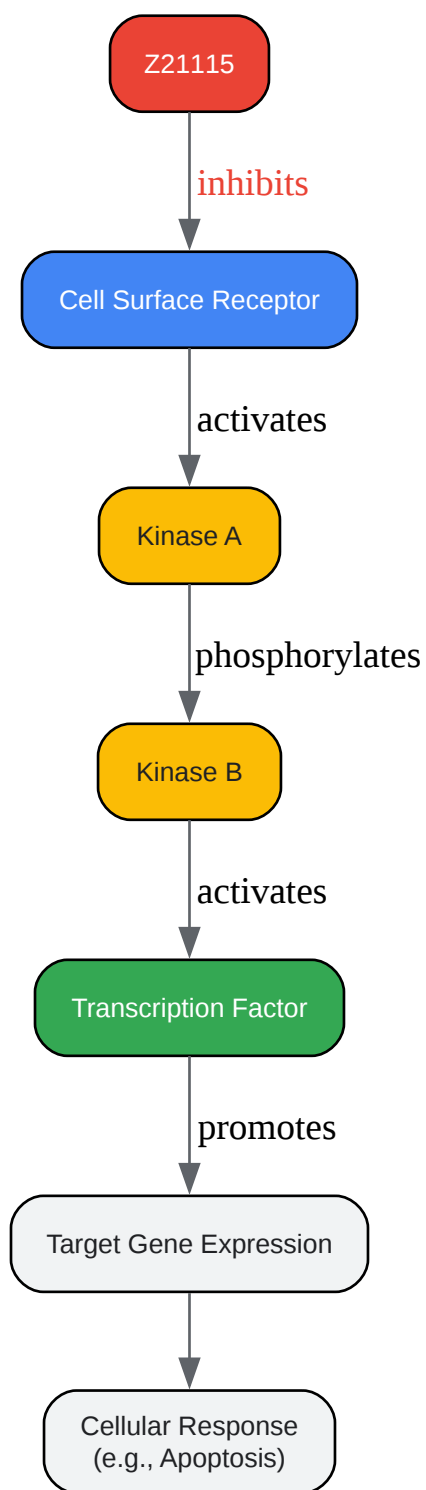 Z21115
inhibits
Cell Surface Receptor
activates
Kinase A
phosphorylates
Kinase B
activates
Transcription Factor
promotes
Target Gene Expression
Cellular Response
(e.g., Apoptosis)